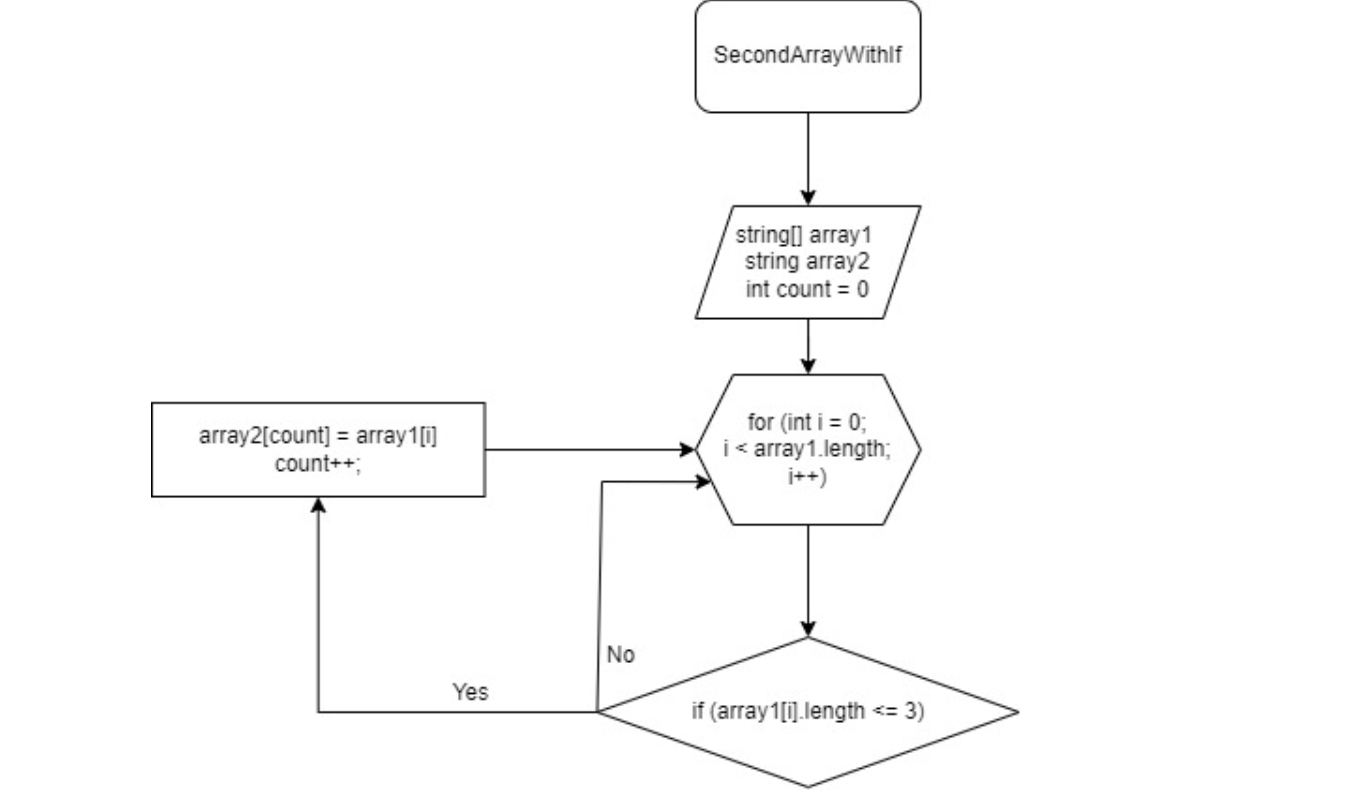 SecondArrayWithIf
string[] array1
string array2
int count = 0
for (int i = 0;
i < array1.length;
i++)
array2[count] = array1[i]
count++;
No
Yes
if (array1[i].length <= 3)